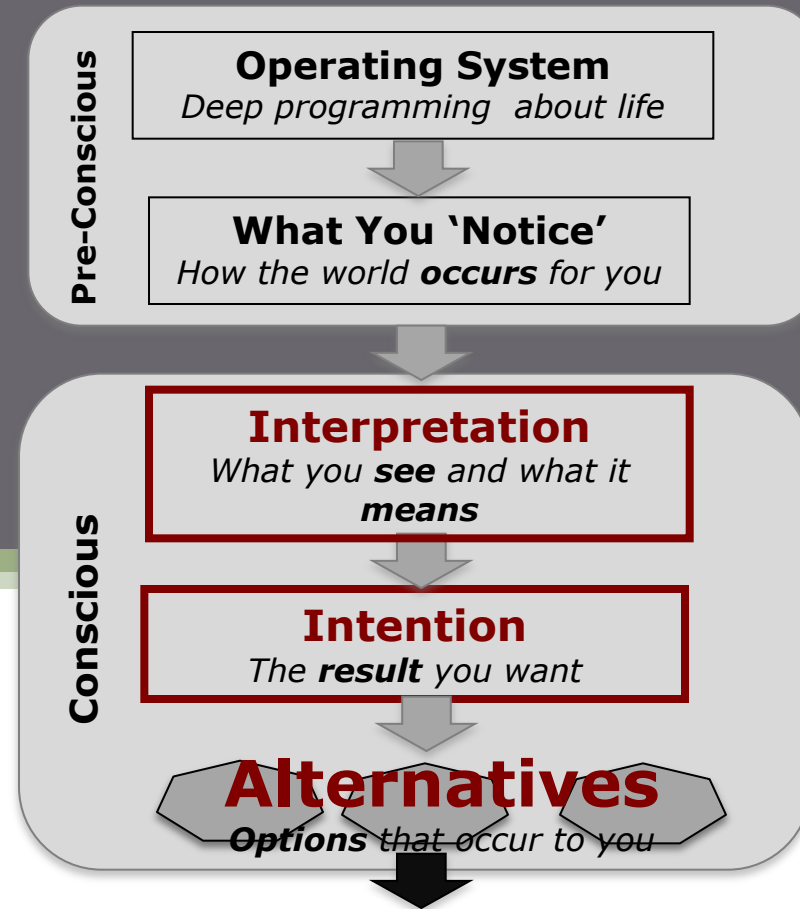 Pre-Conscious
Operating System
Deep programming about life
What You ‘Notice’
How the world occurs for you
Conscious
Interpretation
What you see and what it
means
Intention
The result you want
Alternatives
Options that occur to you